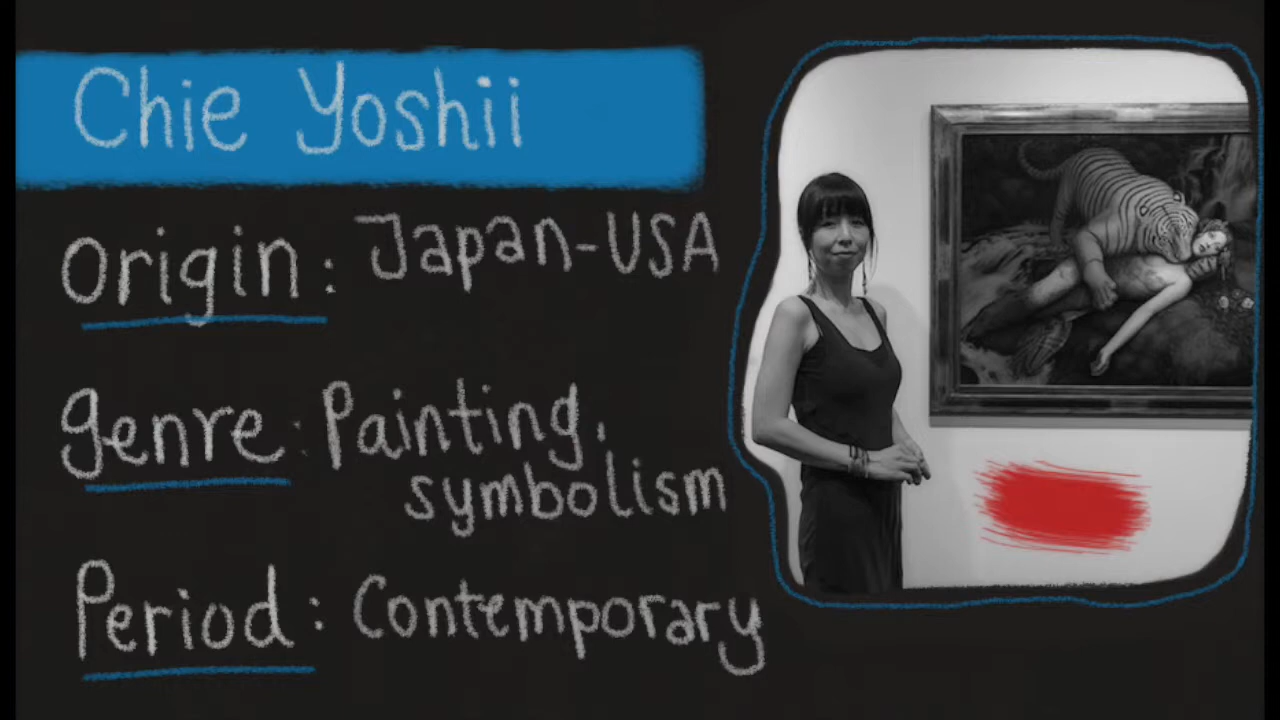 Chie Yoshii
Origin: Japan-USA
genre: Painting,
symbolism
Period: Contemporary